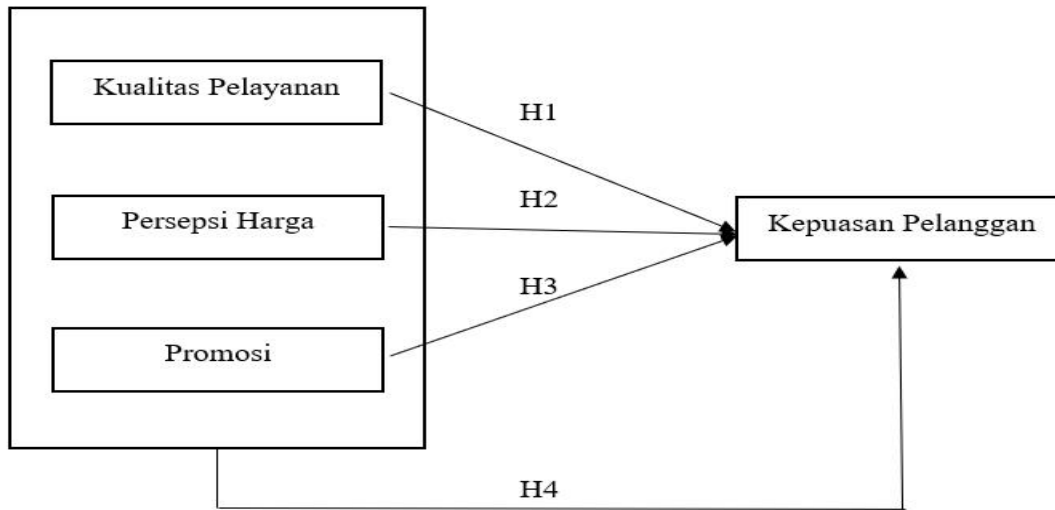 Kualitas Pelayanan
H1
Persepsi Harga
H2
Kepuasan Pelanggan
H3
Promosi
H4